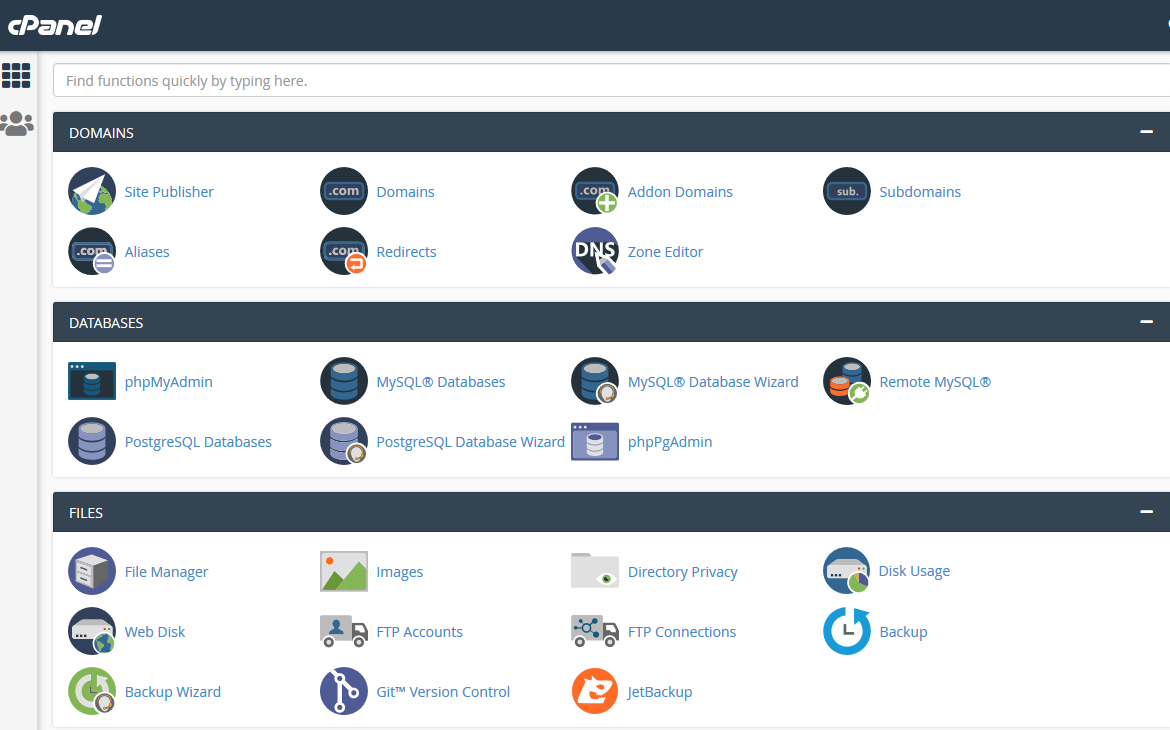 cPanel
Find functions quickly by typing here.
DOMAINS
Site Publisher
.com Domains
.com Addon Domains
sub. Subdomains
.com Aliases
.com Redirects
DNS Zone Editor
DATABASES
phpMyAdmin
MySQL® Databases
MySQL® Database Wizard
Remote MySQL®
PostgreSQL Databases
PostgreSQL Database Wizard
phpPgAdmin
FILES
File Manager
Images
Directory Privacy
Disk Usage
Web Disk
FTP Accounts
FTP Connections
Backup
Backup Wizard
Git™ Version Control
JetBackup